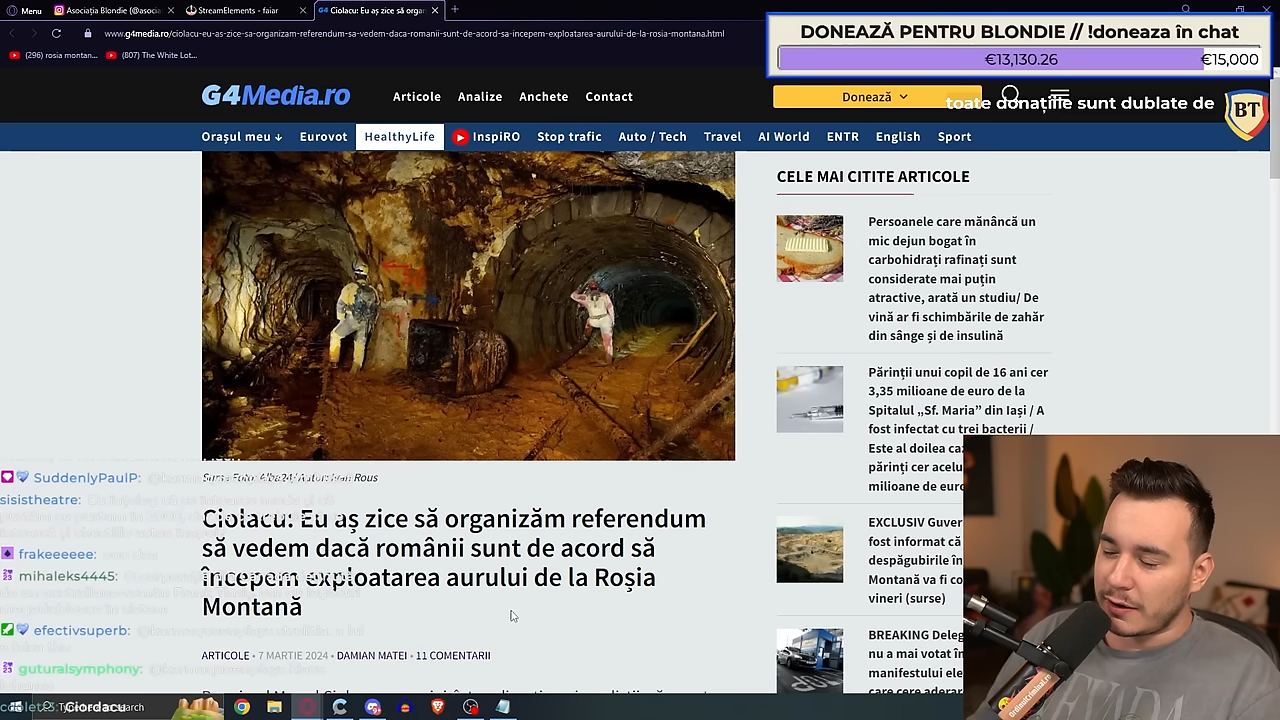 Menu
Asociația Blondie (@asocia
StreamElements - faiar
G4 Ciolacu: Eu aș zice să orga
www.g4media.ro/ciolacu-eu-as-zice-sa-organizam-referendum-sa-vedem-daca-romanii-sunt-de-acord-sa-incepem-exploatarea-aurului-de-la-rosia-montana.html
(296) rosia montan...
(807) The White Lot...
DONEAZĂ PENTRU BLONDIE // !doneaza în chat
€13,130.26
€15,000
toate donațiile sunt dublate de
BT
G4Media.ro
Articole
Analize
Anchete
Contact
Donează
Orașul meu ↓
Eurovot
HealthyLife
InspiRO
Stop trafic
Auto / Tech
Travel
AI World
ENTR
English
Sport
CELE MAI CITITE ARTICOLE
Persoanele care mănâncă un
mic dejun bogat în
carbohidrați rafinați sunt
considerate mai puțin
atractive, arată un studiu/ De
vină ar fi schimbările de zahăr
din sânge și de insulină
Părinții unui copil de 16 ani cer
3,35 milioane de euro de la
Spitalul „Sf. Maria” din Iași / A
fost infectat cu trei bacterii /
Este al doilea caz
părinți cer acelu
milioane de euro
EXCLUSIV Guver
fost informat că
despăgubirile în
Montană va fi co
vineri (surse)
BREAKING Deleg
nu a mai votat în
manifestului ele
care cere aderar
Ciolacu: Eu aș zice să organizăm referendum
să vedem dacă românii sunt de acord să
începem exploatarea aurului de la Roșia
Montană
ARTICOLE • 7 MARTIE 2024 • DAMIAN MATEI • 11 COMENTARII
SuddenlyPaulP:
sisistheatre:
frakeeeeee:
mihaleks4445:
efectivsuperb:
guturalsymphony:
Giordacu
OrdinulCriminal.ro